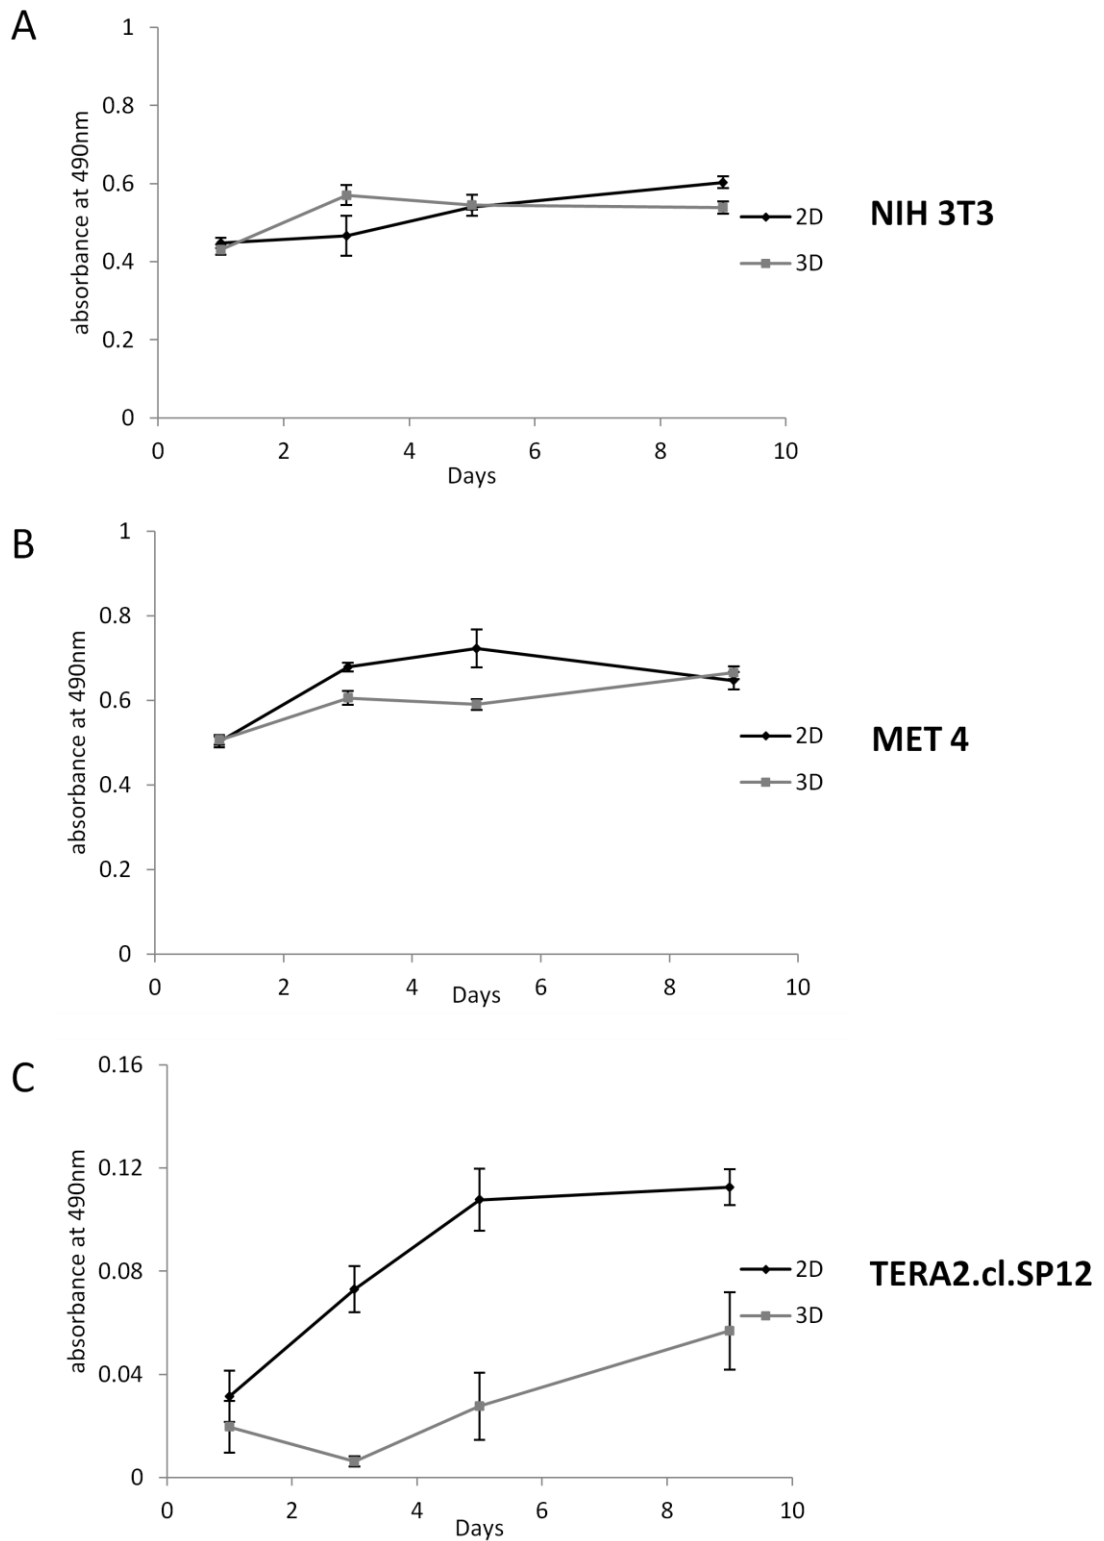 A
1
0.8
0.6
0.4
0.2
0
absorbance at 490nm
0 2 4 6 8 10
Days
2D
3D
NIH 3T3
B
1
0.8
0.6
0.4
0.2
0
absorbance at 490nm
0 2 4 6 8 10
Days
2D
3D
MET 4
C
0.16
0.12
0.08
0.04
0
absorbance at 490nm
0 2 4 6 8 10
Days
2D
3D
TERA2.cl.SP12